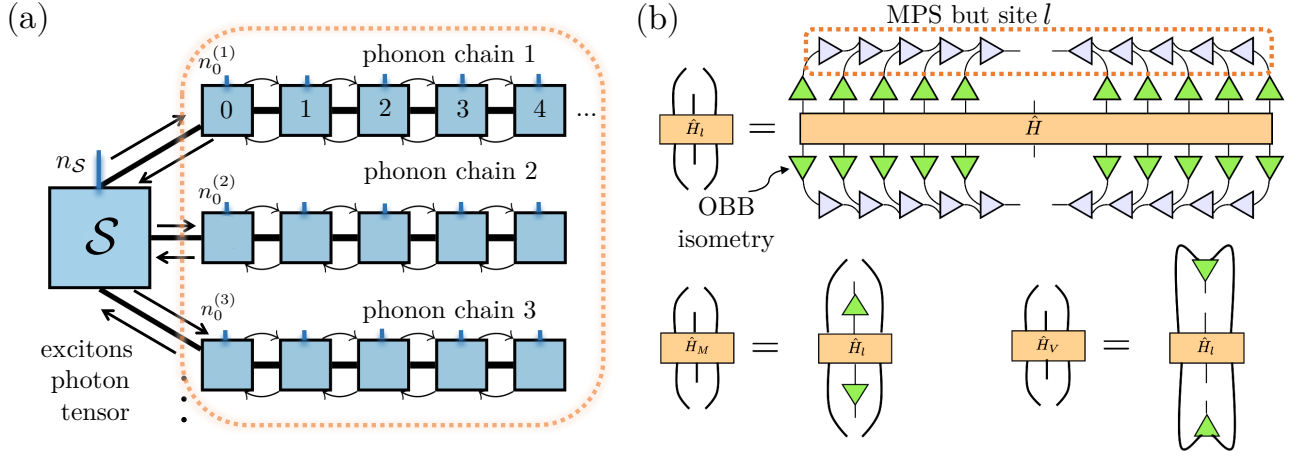 (a)
phonon chain 1
n_0^{(1)}
0 1 2 3 4 ...
n_𝒮
phonon chain 2
n_0^{(2)}
𝒮
phonon chain 3
n_0^{(3)}
excitons
photon
tensor
(b)
MPS but site l
Ĥ_l = Ĥ
OBB
isometry
Ĥ_M = Ĥ_l
Ĥ_V = Ĥ_l